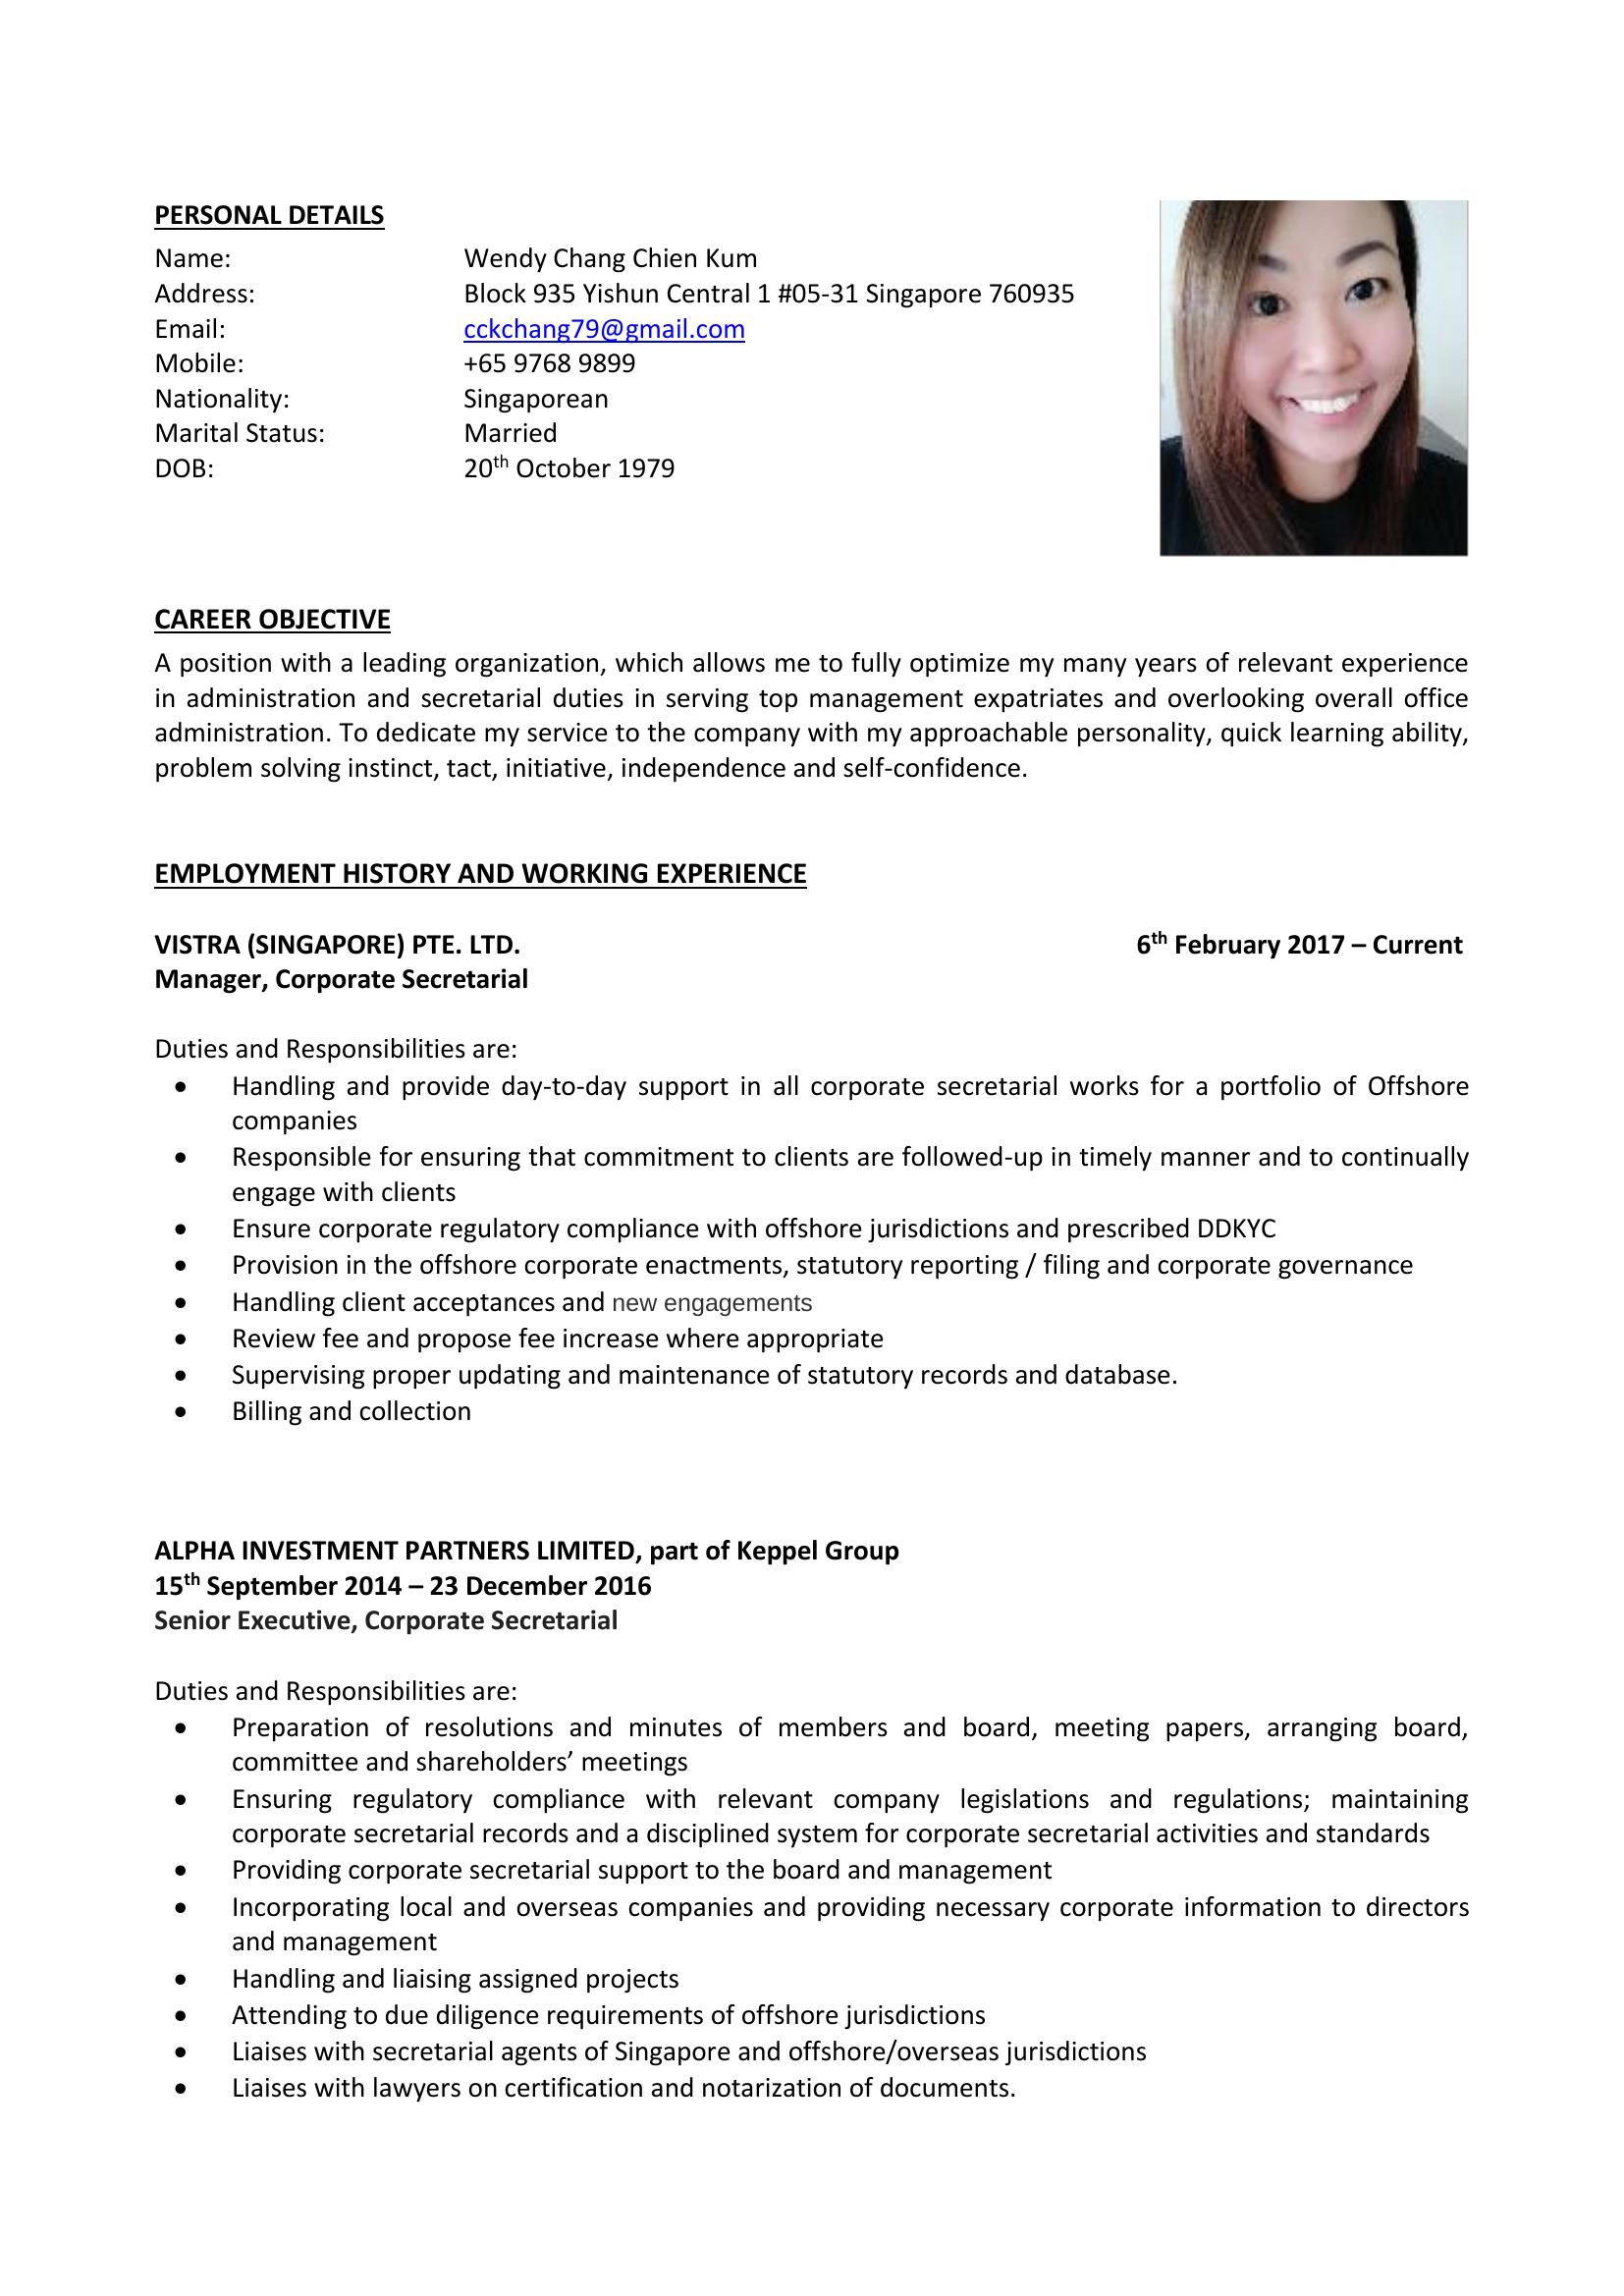 PERSONAL DETAILS
Name: Wendy Chang Chien Kum
Address: Block 935 Yishun Central 1 #05-31 Singapore 760935
Email: cckchang79@gmail.com
Mobile: +65 9768 9899
Nationality: Singaporean
Marital Status: Married
DOB: 20th October 1979
CAREER OBJECTIVE
A position with a leading organization, which allows me to fully optimize my many years of relevant experience
in administration and secretarial duties in serving top management expatriates and overlooking overall office
administration. To dedicate my service to the company with my approachable personality, quick learning ability,
problem solving instinct, tact, initiative, independence and self-confidence.
EMPLOYMENT HISTORY AND WORKING EXPERIENCE
VISTRA (SINGAPORE) PTE. LTD. 6th February 2017 – Current
Manager, Corporate Secretarial
Duties and Responsibilities are:
• Handling and provide day-to-day support in all corporate secretarial works for a portfolio of Offshore
companies
• Responsible for ensuring that commitment to clients are followed-up in timely manner and to continually
engage with clients
• Ensure corporate regulatory compliance with offshore jurisdictions and prescribed DDKYC
• Provision in the offshore corporate enactments, statutory reporting / filing and corporate governance
• Handling client acceptances and new engagements
• Review fee and propose fee increase where appropriate
• Supervising proper updating and maintenance of statutory records and database.
• Billing and collection
ALPHA INVESTMENT PARTNERS LIMITED, part of Keppel Group
15th September 2014 – 23 December 2016
Senior Executive, Corporate Secretarial
Duties and Responsibilities are:
• Preparation of resolutions and minutes of members and board, meeting papers, arranging board,
committee and shareholders’ meetings
• Ensuring regulatory compliance with relevant company legislations and regulations; maintaining
corporate secretarial records and a disciplined system for corporate secretarial activities and standards
• Providing corporate secretarial support to the board and management
• Incorporating local and overseas companies and providing necessary corporate information to directors
and management
• Handling and liaising assigned projects
• Attending to due diligence requirements of offshore jurisdictions
• Liaises with secretarial agents of Singapore and offshore/overseas jurisdictions
• Liaises with lawyers on certification and notarization of documents.